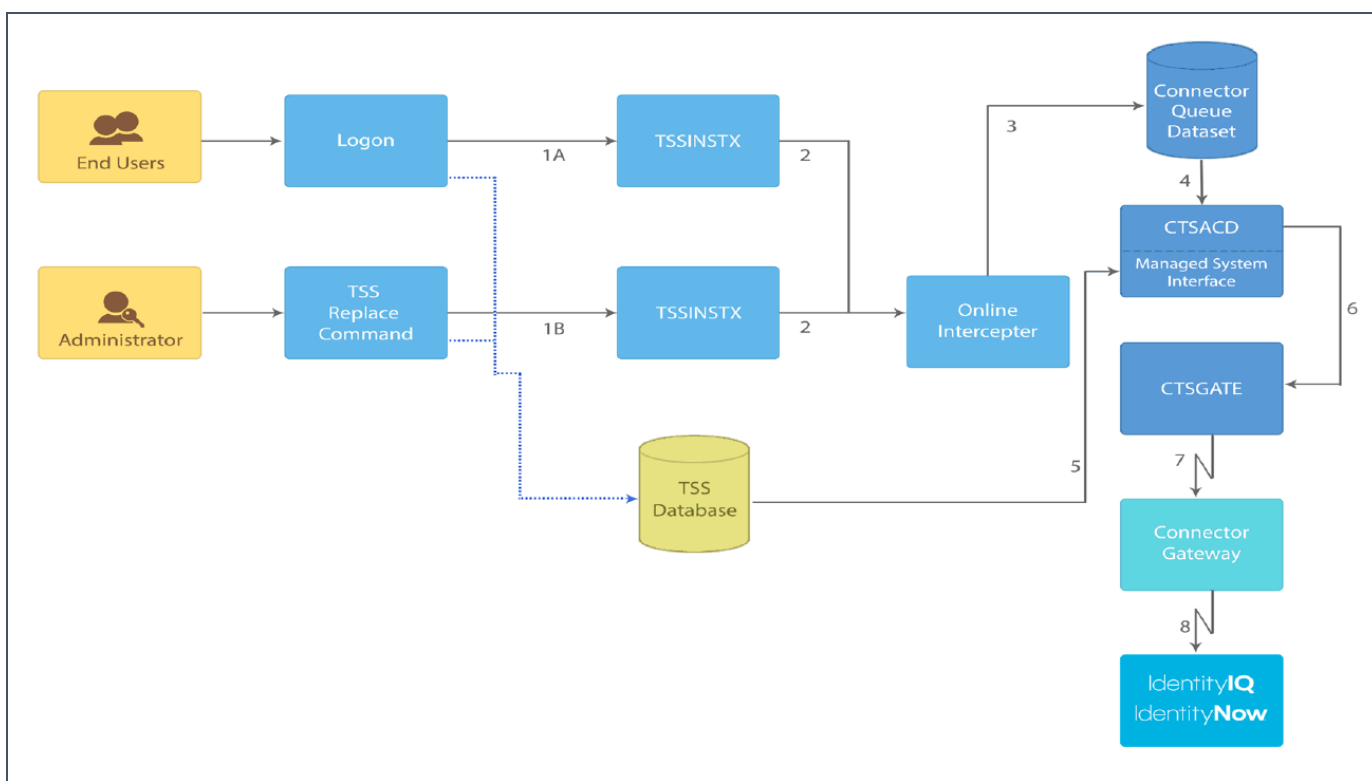 End Users
Logon
1A
TSSINSTX
2
3
Connector
Queue
Dataset
4
CTSACD
Managed System
Interface
Administrator
TSS
Replace
Command
1B
TSSINSTX
2
Online
Intercepter
6
CTSGATE
5
TSS
Database
7
Connector
Gateway
8
IdentityIQ
IdentityNow